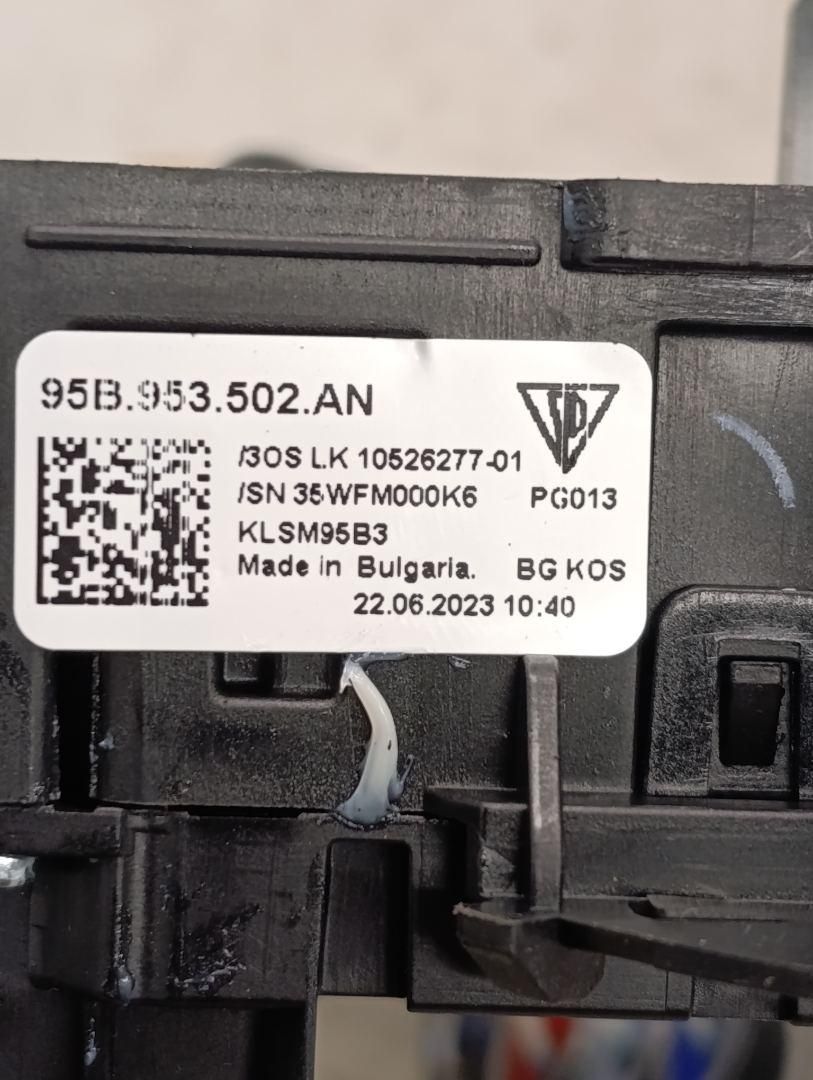 95B.953.502.AN
/3OS LK 10526277-01
/SN 35WFM000K6 PG013
KLSM95B3
Made in Bulgaria. BG KOS
22.06.2023 10:40